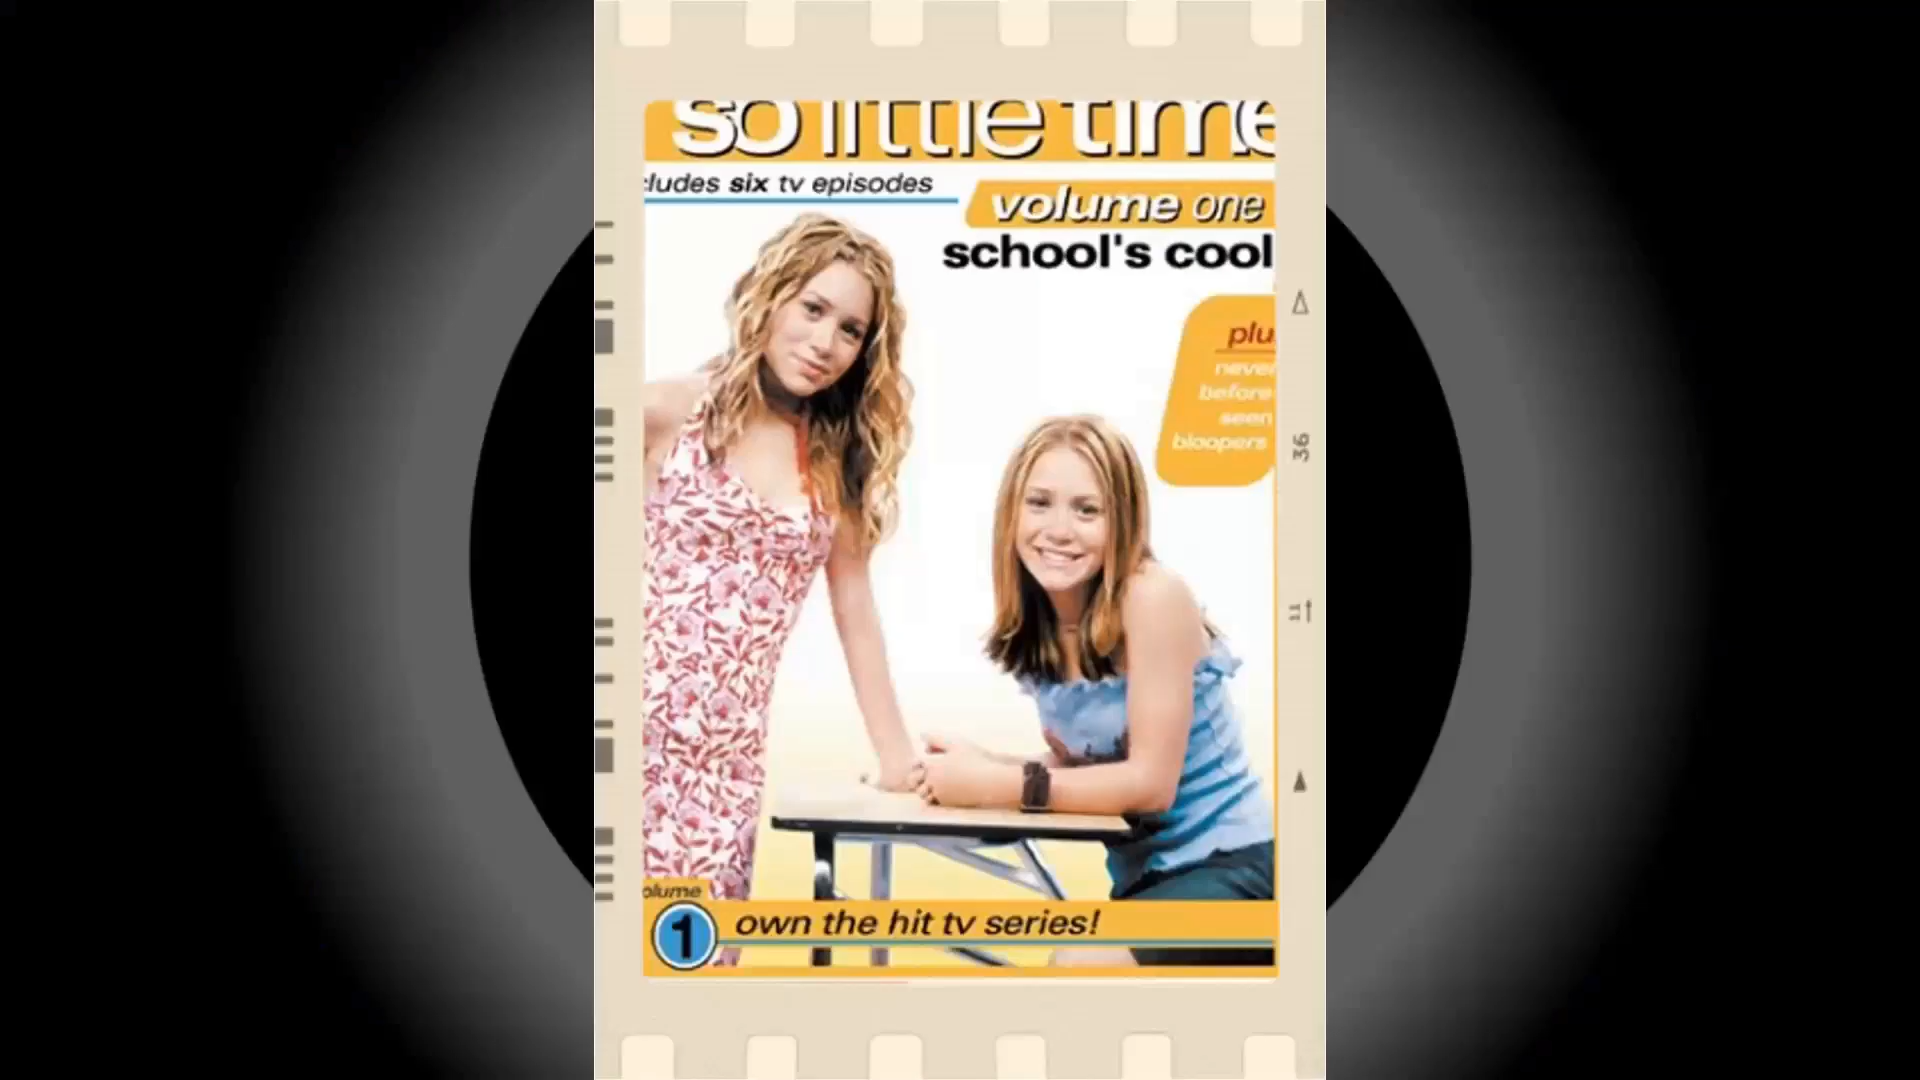 so little time
cludes six tv episodes
volume one
school's cool
plu
never
before
seen
bloopers
36
11
olume
1
own the hit tv series!